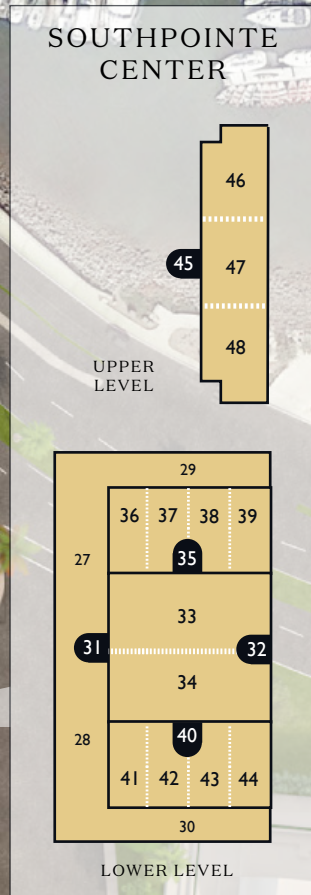 SOUTHPOINTE
CENTER
46
45
47
48
UPPER
LEVEL
29
36 37 38 39
27
35
33
31
32
34
40
28
41 42 43 44
30
LOWER LEVEL